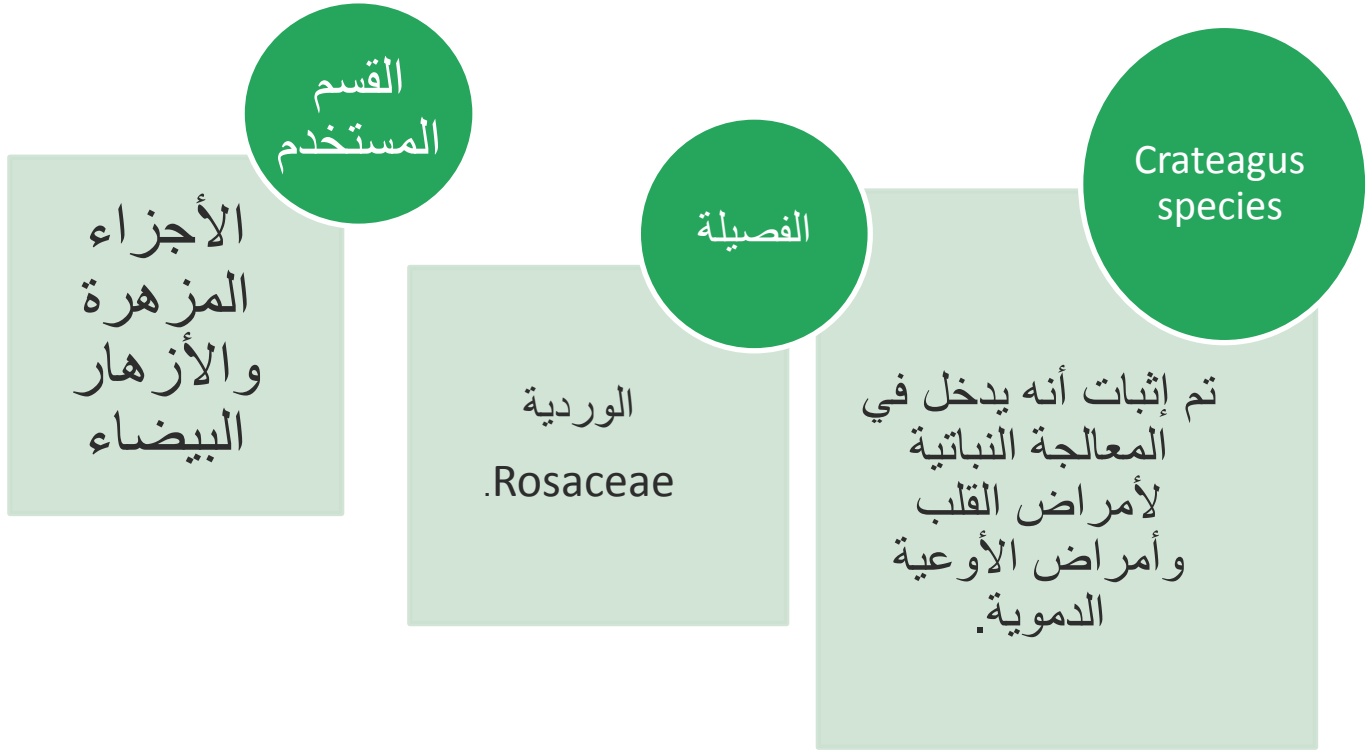 Crateagus
species
تم إثبات أنه يدخل في
المعالجة النباتية
لأمراض القلب
وأمراض الأوعية
الدموية.
الفصيلة
الوردية
.Rosaceae
القسم
المستخدم
الأجزاء
المزهرة
والأزهار
البيضاء